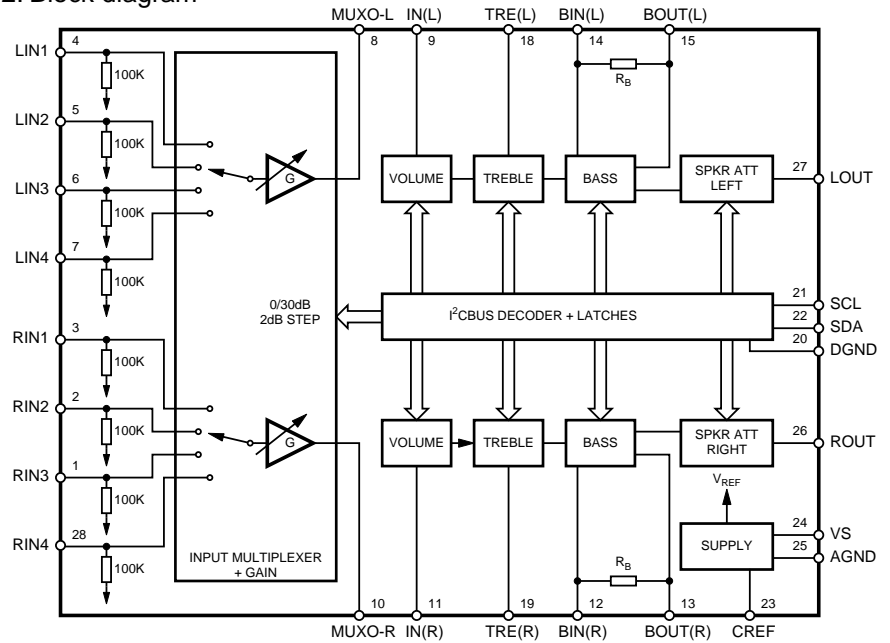 2. Block diagram
MUXO-L IN(L) TRE(L) BIN(L) BOUT(L)
8 9 18 14 15
LIN1 4
100K
LIN2 5
100K
LIN3 6
100K
LIN4 7
100K
G
0/30dB
2dB STEP
RIN1 3
100K
RIN2 2
100K
RIN3 1
100K
RIN4 28
100K
G
INPUT MULTIPLEXER
+ GAIN
RB
VOLUME TREBLE BASS
SPKR ATT
LEFT
27 LOUT
I2CBUS DECODER + LATCHES
21 SCL
22 SDA
20 DGND
VOLUME TREBLE BASS
SPKR ATT
RIGHT
26 ROUT
VREF
SUPPLY
24 VS
25 AGND
RB
10 11 19 12 13 23
MUXO-R IN(R) TRE(R) BIN(R) BOUT(R) CREF